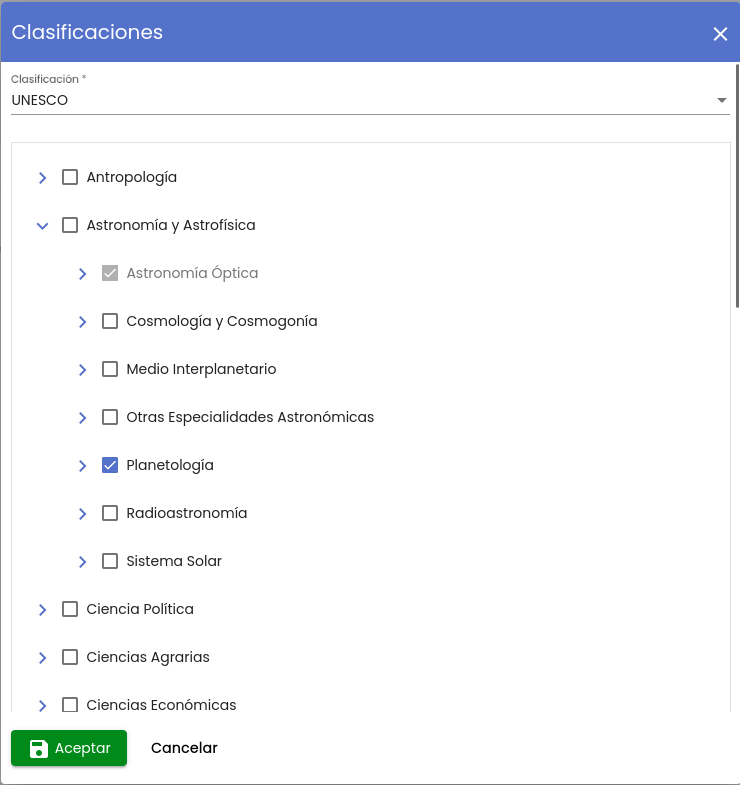 Clasificaciones
Clasificación *
UNESCO
Antropología
Astronomía y Astrofísica
Astronomía Óptica
Cosmología y Cosmogonía
Medio Interplanetario
Otras Especialidades Astronómicas
Planetología
Radioastronomía
Sistema Solar
Ciencia Política
Ciencias Agrarias
Ciencias Económicas
Aceptar Cancelar